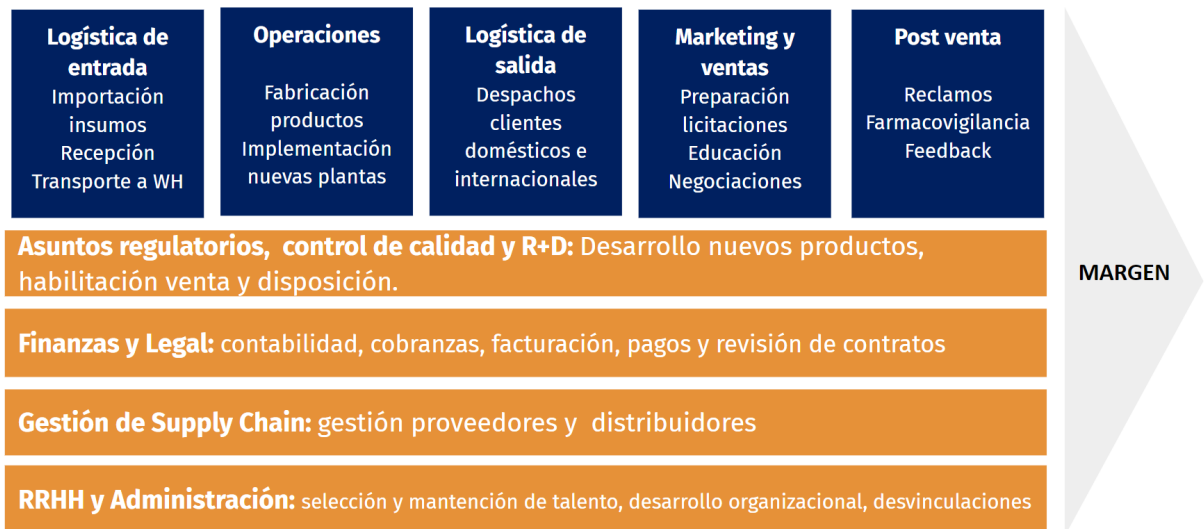 Logística de
entrada
Importación
insumos
Recepción
Transporte a WH
Operaciones
Fabricación
productos
Implementación
nuevas plantas
Logística de
salida
Despachos
clientes
domésticos e
internacionales
Marketing y
ventas
Preparación
licitaciones
Educación
Negociaciones
Post venta
Reclamos
Farmacovigilancia
Feedback
Asuntos regulatorios, control de calidad y R+D: Desarrollo nuevos productos,
habilitación venta y disposición.
Finanzas y Legal: contabilidad, cobranzas, facturación, pagos y revisión de contratos
Gestión de Supply Chain: gestión proveedores y distribuidores
RRHH y Administración: selección y mantención de talento, desarrollo organizacional, desvinculaciones
MARGEN